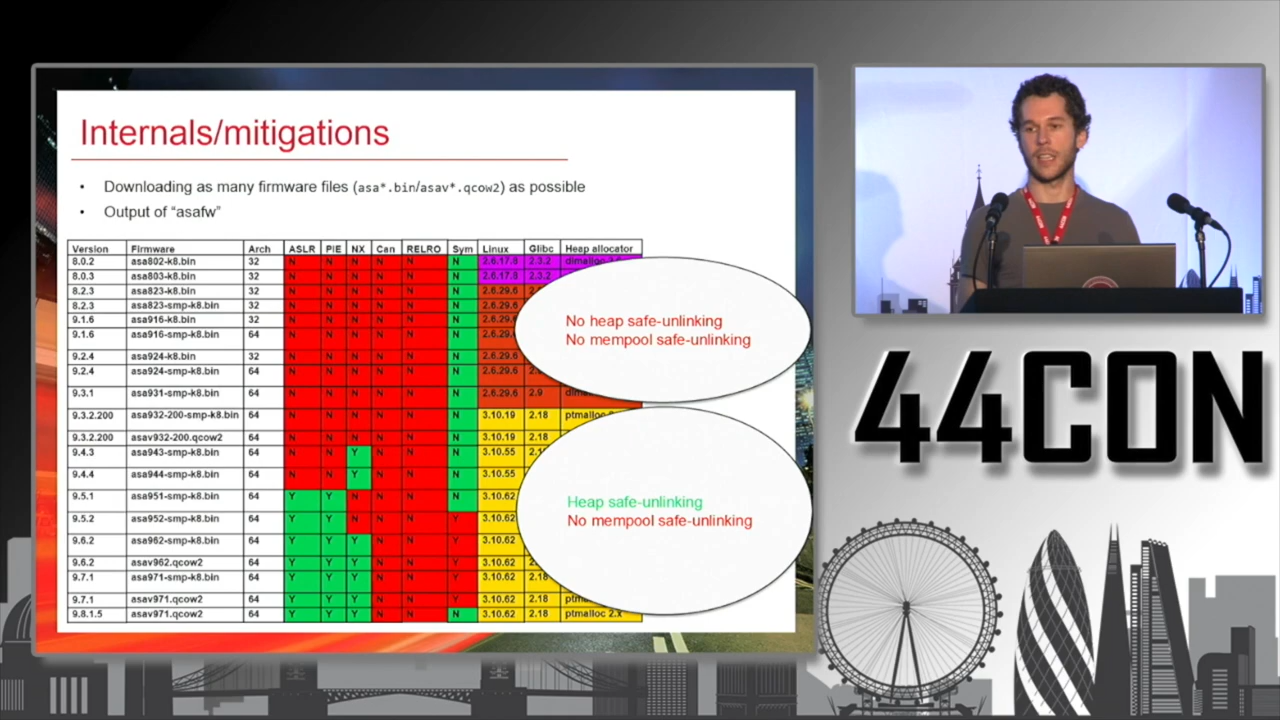 Internals/mitigations
• Downloading as many firmware files (asa*.bin/asav*.qcow2) as possible
• Output of “asafw”
Version Firmware Arch ASLR PIE NX Can RELRO Sym Linux Glibc Heap allocator
8.0.2 asa802-k8.bin 32 N N N N N N 2.6.17.8 2.3.2
8.0.3 asa803-k8.bin 32 N N N N N N 2.6.17.8 2.3.2
8.2.3 asa823-k8.bin 32 N N N N N N 2.6.29.6
8.2.3 asa823-smp-k8.bin 32 N N N N N N 2.6.29.6
9.1.6 asa916-k8.bin 32 N N N N N N 2.6.29
9.1.6 asa916-smp-k8.bin 64 N N N N N N 2.6.29
9.2.4 asa924-k8.bin 32 N N N N N N 2.6.29.6
9.2.4 asa924-smp-k8.bin 64 N N N N N N 2.6.29.6
9.3.1 asa931-smp-k8.bin 64 N N N N N N 2.6.29.6 2.9
9.3.2.200 asa932-200-smp-k8.bin 64 N N N N N N 3.10.19 2.18 ptmalloc
9.3.2.200 asav932-200.qcow2 64 N N N N N N 3.10.19 2.18
9.4.3 asa943-smp-k8.bin 64 N N Y N N N 3.10.55
9.4.4 asa944-smp-k8.bin 64 N N Y N N N 3.10.55
9.5.1 asa951-smp-k8.bin 64 Y Y N N N N 3.10.62
9.5.2 asa952-smp-k8.bin 64 Y Y N N N Y 3.10.62
9.6.2 asa962-smp-k8.bin 64 Y Y Y N N Y 3.10.62
9.6.2 asav962.qcow2 64 Y Y Y N N Y 3.10.62
9.7.1 asa971-smp-k8.bin 64 Y Y Y N N Y 3.10.62 2.18
9.7.1 asav971.qcow2 64 Y Y Y N N Y 3.10.62 2.18
9.8.1.5 asav971.qcow2 64 Y Y Y N N N 3.10.62 2.18 ptmalloc 2.x
No heap safe-unlinking
No mempool safe-unlinking
Heap safe-unlinking
No mempool safe-unlinking
44CON